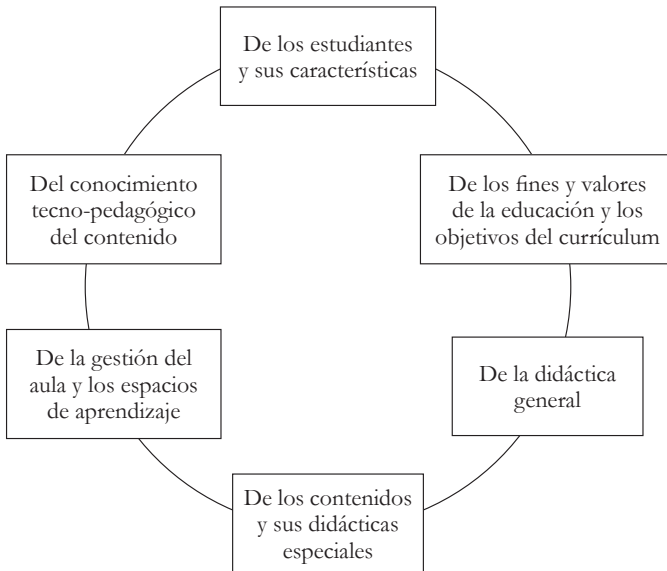 De los estudiantes
y sus características
Del conocimiento
tecno-pedagógico
del contenido
De los fines y valores
de la educación y los
objetivos del currículum
De la gestión del
aula y los espacios
de aprendizaje
De la didáctica
general
De los contenidos
y sus didácticas
especiales